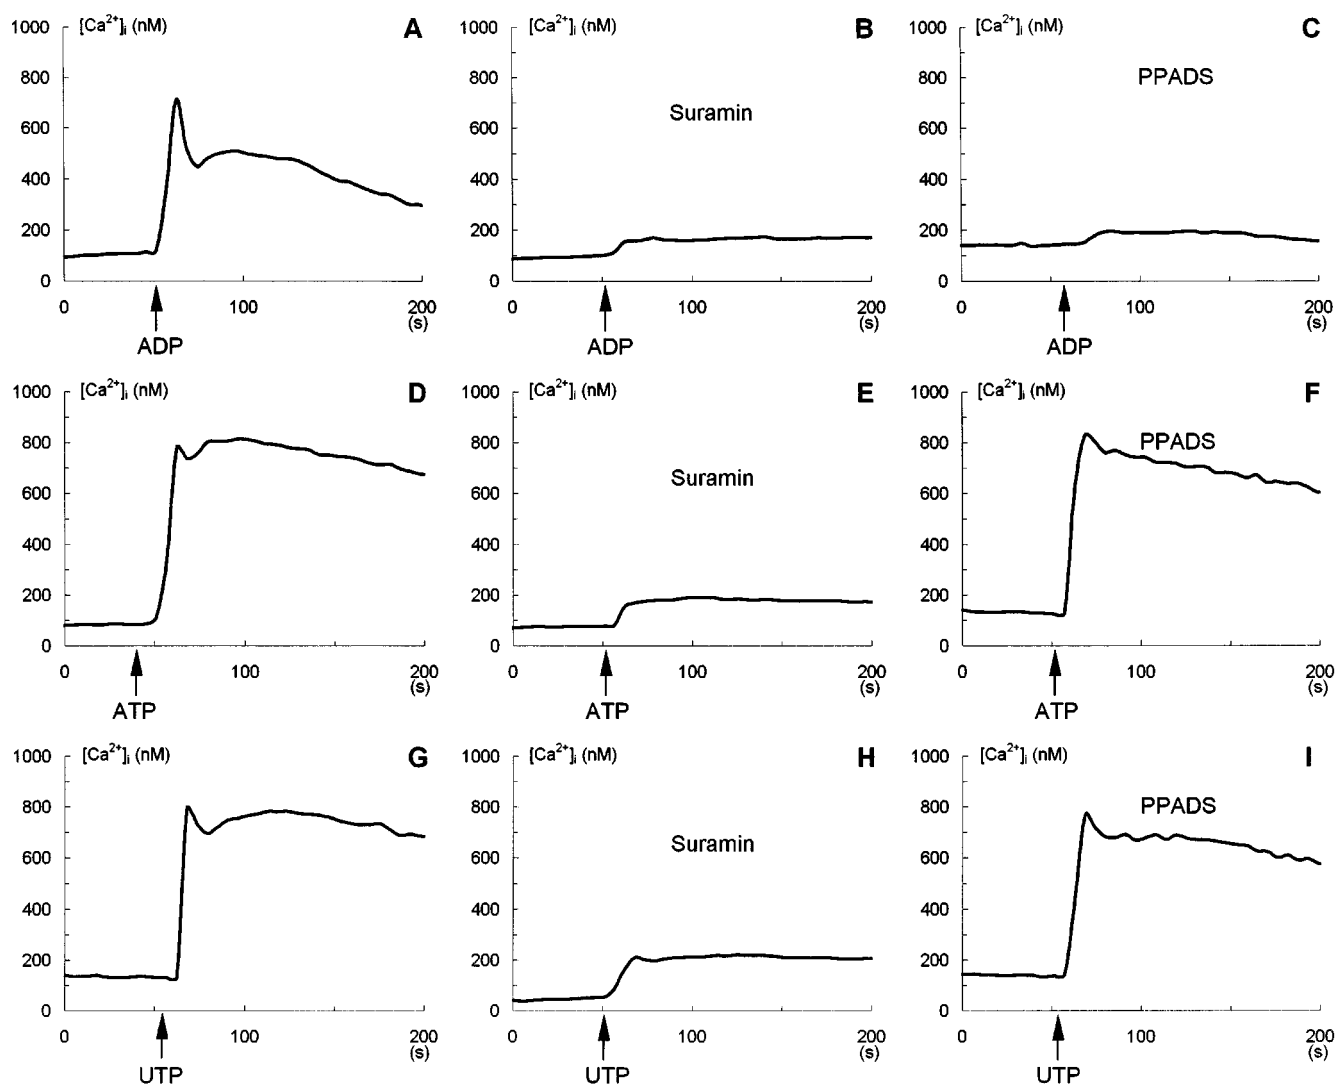 [Ca²⁺]ᵢ (nM) A
1000
800
600
400
200
0
0 100 200
(s)
ADP
[Ca²⁺]ᵢ (nM) B
1000
800
600
400
200
0
Suramin
0 100 200
(s)
ADP
[Ca²⁺]ᵢ (nM) C
1000
800
600
400
200
0
PPADS
0 100 200
(s)
ADP
[Ca²⁺]ᵢ (nM) D
1000
800
600
400
200
0
0 100 200
(s)
ATP
[Ca²⁺]ᵢ (nM) E
1000
800
600
400
200
0
Suramin
0 100 200
(s)
ATP
[Ca²⁺]ᵢ (nM) F
1000
800
600
400
200
0
PPADS
0 100 200
(s)
ATP
[Ca²⁺]ᵢ (nM) G
1000
800
600
400
200
0
0 100 200
(s)
UTP
[Ca²⁺]ᵢ (nM) H
1000
800
600
400
200
0
Suramin
0 100 200
(s)
UTP
[Ca²⁺]ᵢ (nM) I
1000
800
600
400
200
0
PPADS
0 100 200
(s)
UTP